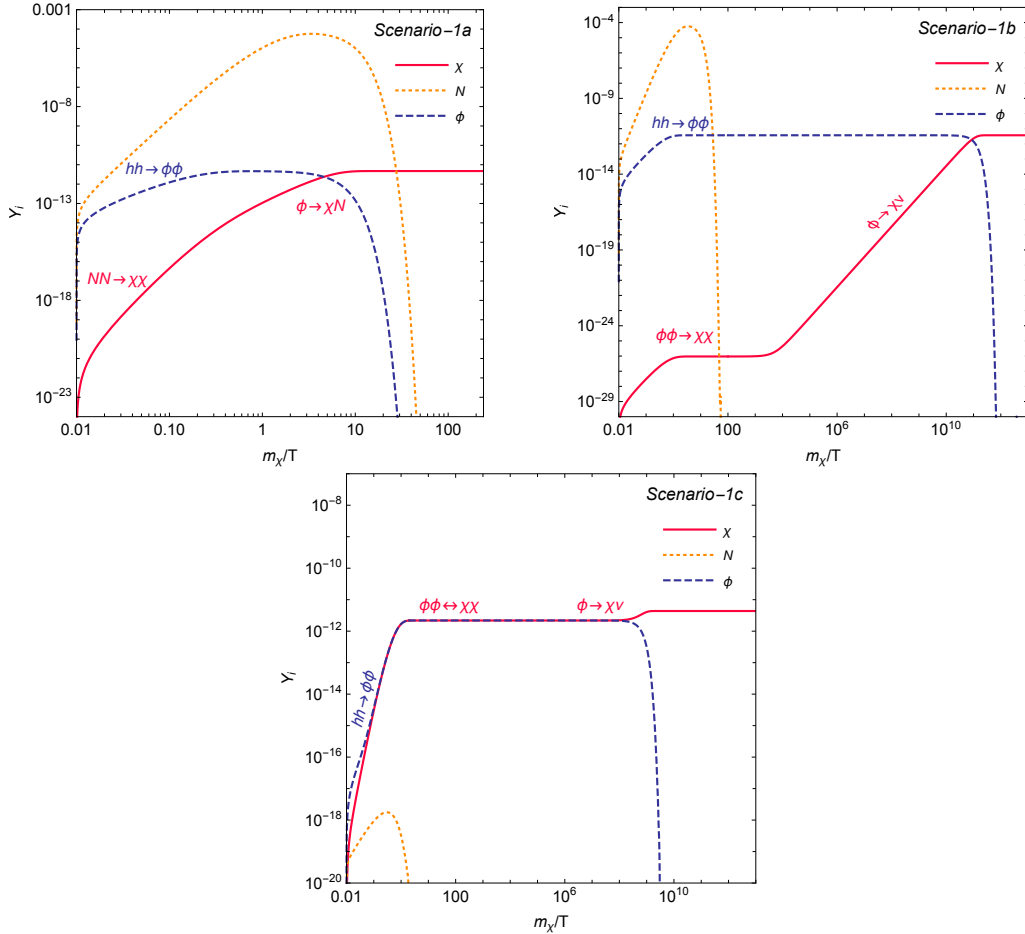 Scenario-1a
χ
N
ϕ
hh→ϕϕ
ϕ→χN
NN→χχ
Y_i
0.001
10^-8
10^-13
10^-18
10^-23
0.01 0.10 1 10 100
m_χ/T
Scenario-1b
χ
N
ϕ
hh→ϕϕ
ϕ→χν
ϕϕ→χχ
Y_i
10^-4
10^-9
10^-14
10^-19
10^-24
10^-29
0.01 100 10^6 10^10
m_χ/T
Scenario-1c
χ
N
ϕ
ϕϕ↔χχ
ϕ→χν
hh→ϕϕ
Y_i
10^-8
10^-10
10^-12
10^-14
10^-16
10^-18
10^-20
0.01 100 10^6 10^10
m_χ/T